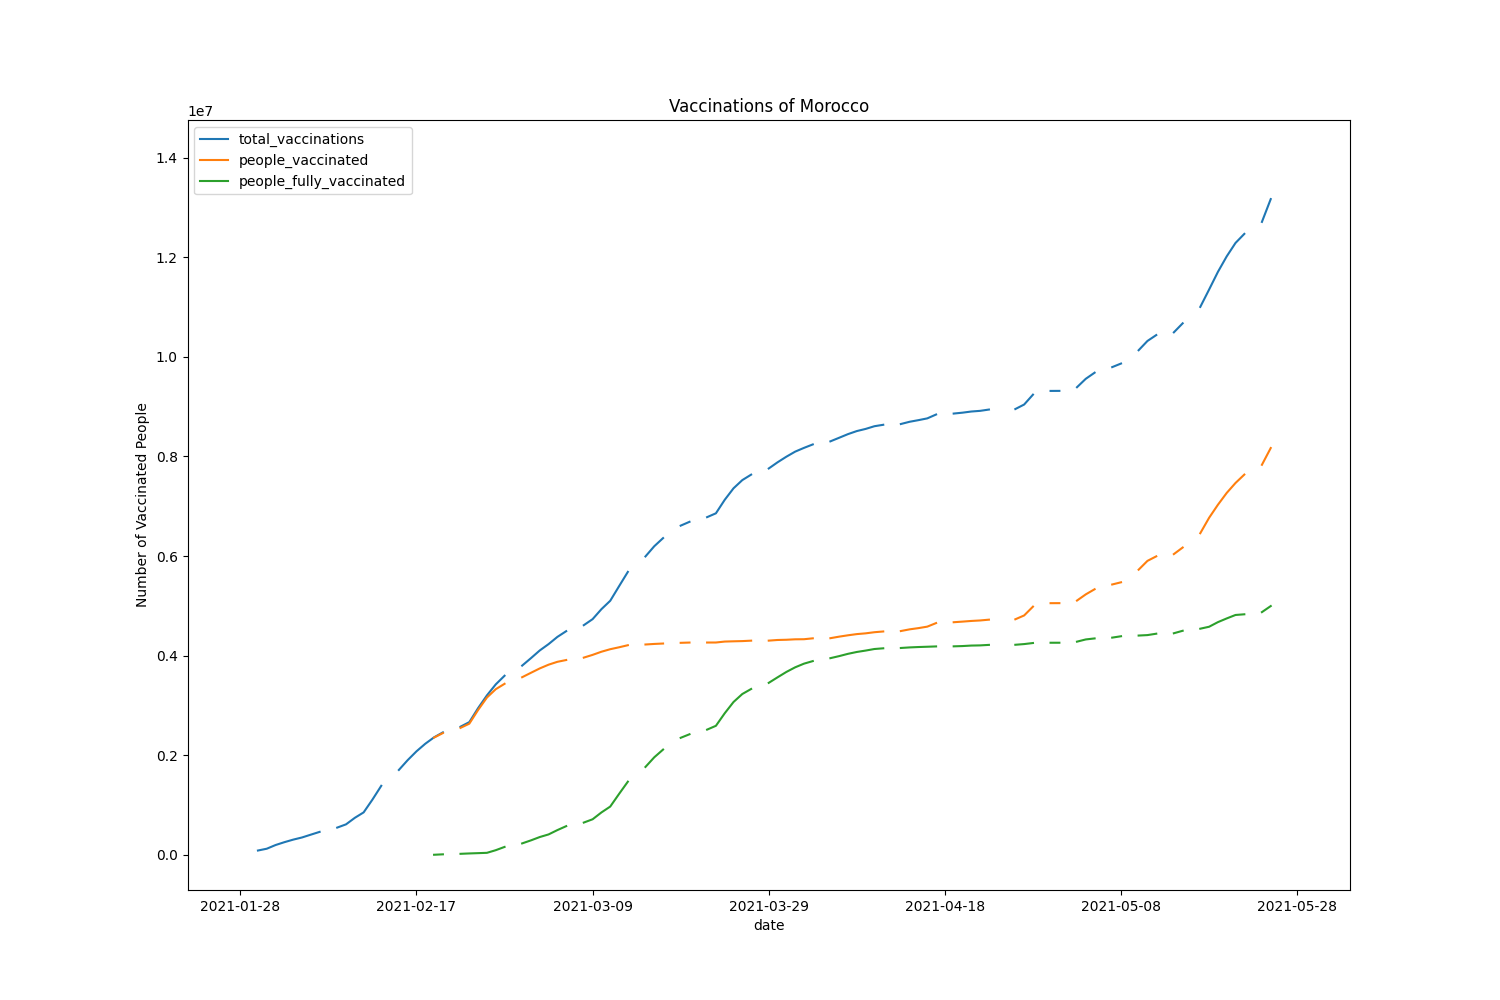 Vaccinations of Morocco
1e7
total_vaccinations
people_vaccinated
people_fully_vaccinated
1.4
1.2
1.0
0.8
0.6
0.4
0.2
0.0
Number of Vaccinated People
2021-01-28 2021-02-17 2021-03-09 2021-03-29 2021-04-18 2021-05-08 2021-05-28
date